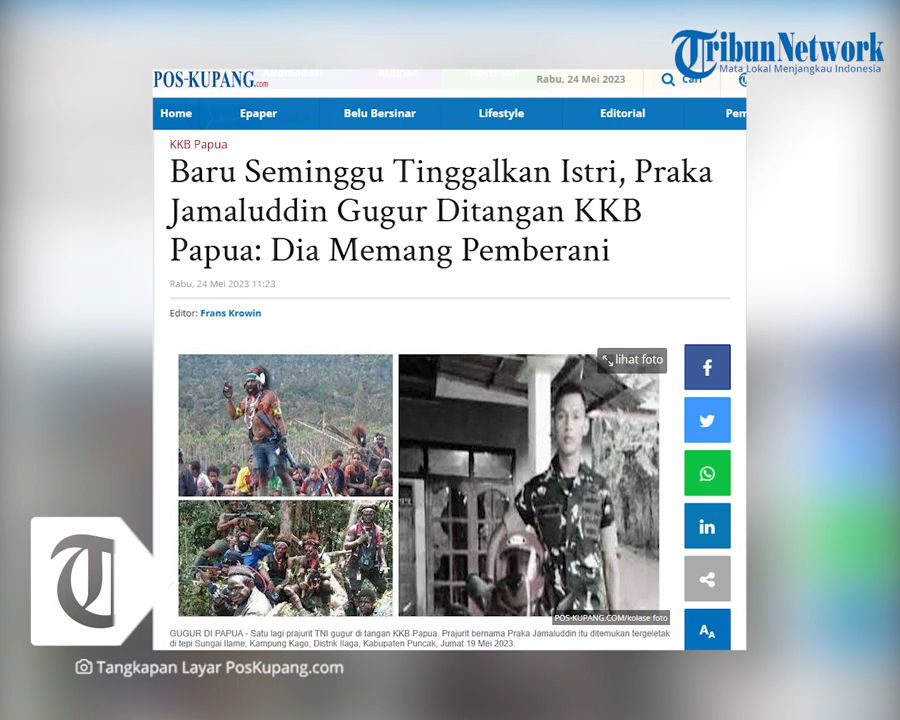 Tribun Network
Mata Lokal Menjangkau Indonesia
POS-KUPANG.com
Rabu, 24 Mei 2023
Cari
Home
Epaper
Belu Bersinar
Lifestyle
Editorial
Pem
KKB Papua
Baru Seminggu Tinggalkan Istri, Praka
Jamaluddin Gugur Ditangan KKB
Papua: Dia Memang Pemberani
Rabu, 24 Mei 2023 11:23
Editor: Frans Krowin
lihat foto
POS-KUPANG.COM/kolase foto
GUGUR DI PAPUA - Satu lagi prajurit TNI gugur di tangan KKB Papua. Prajurit bernama Praka Jamaluddin itu ditemukan tergeletak
di tepi Sungai Ilame, Kampung Kago, Distrik Ilaga, Kabupaten Puncak, Jumat 19 Mei 2023.
AA
T
Tangkapan Layar PosKupang.com